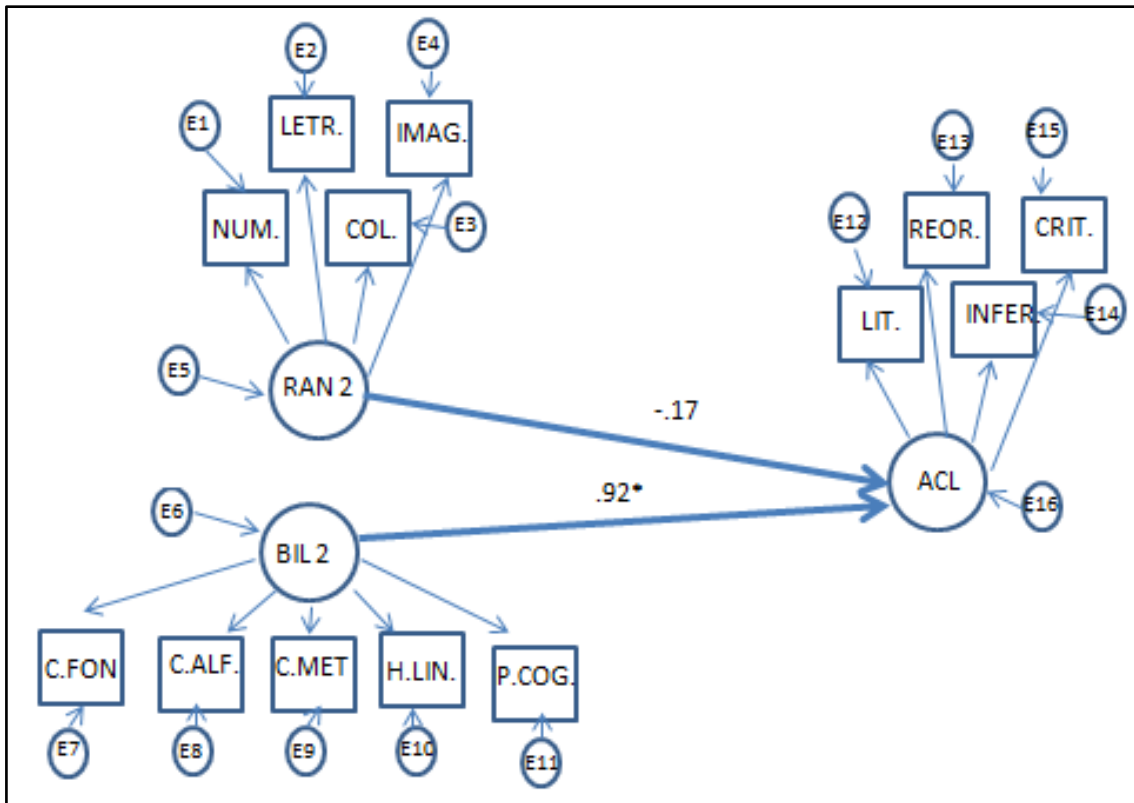 E2
E4
E1
LETR.
IMAG.
E13
E15
NUM.
COL.
E3
E12
REOR.
CRIT.
LIT.
INFER.
E14
E5
RAN 2
-.17
ACL
E6
.92*
E16
BIL 2
C.FON
C.ALF.
C.MET
H.LIN.
P.COG.
E7
E8
E9
E10
E11